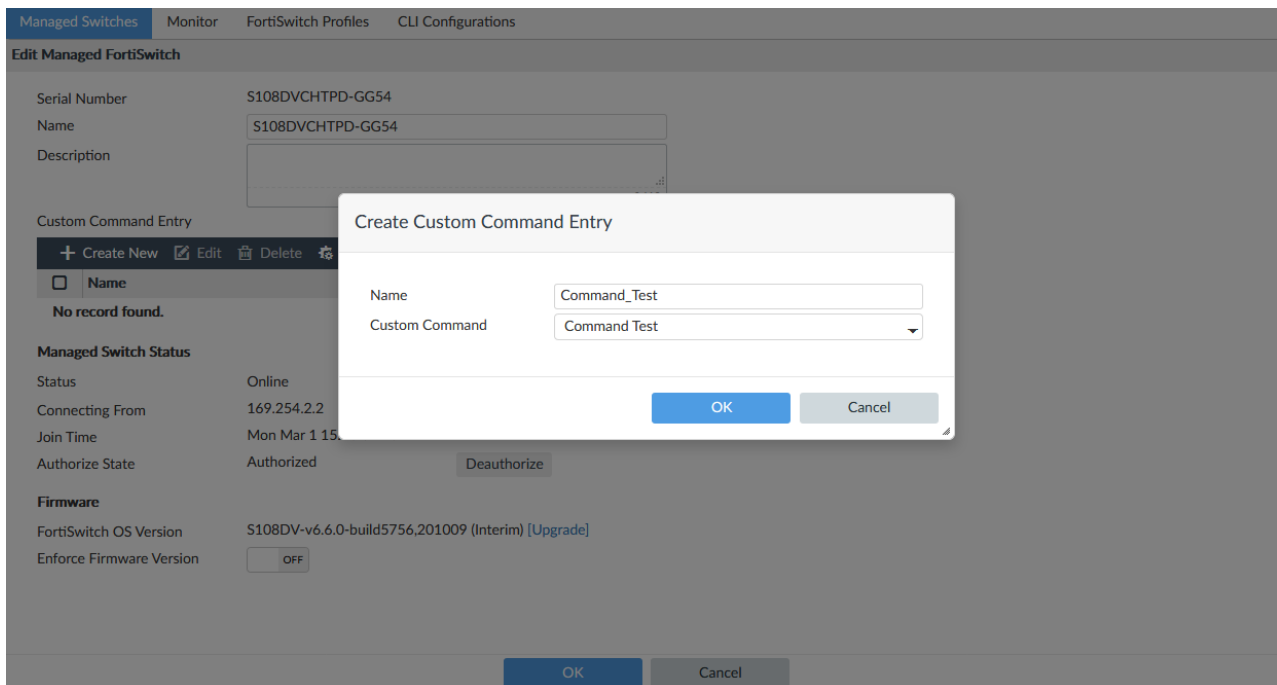 Managed Switches Monitor FortiSwitch Profiles CLI Configurations
Edit Managed FortiSwitch
Serial Number S108DVCHTPD-GG54
Name S108DVCHTPD-GG54
Description
Custom Command Entry
Create New Edit Delete
Name
No record found.
Create Custom Command Entry
Name Command_Test
Custom Command Command Test
OK Cancel
Managed Switch Status
Status Online
Connecting From 169.254.2.2
Join Time Mon Mar 1 15
Authorize State Authorized Deauthorize
Firmware
FortiSwitch OS Version S108DV-v6.6.0-build5756,201009 (Interim) [Upgrade]
Enforce Firmware Version OFF
OK Cancel